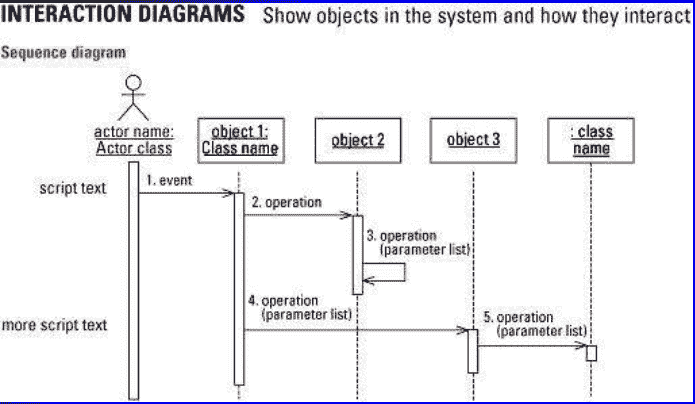 INTERACTION DIAGRAMS Show objects in the system and how they interact
Sequence diagram
actor name:
Actor class
object 1:
Class name
object 2
object 3
: class
name
script text
1. event
2. operation
3. operation
(parameter list)
4. operation
(parameter list)
more script text
5. operation
(parameter list)